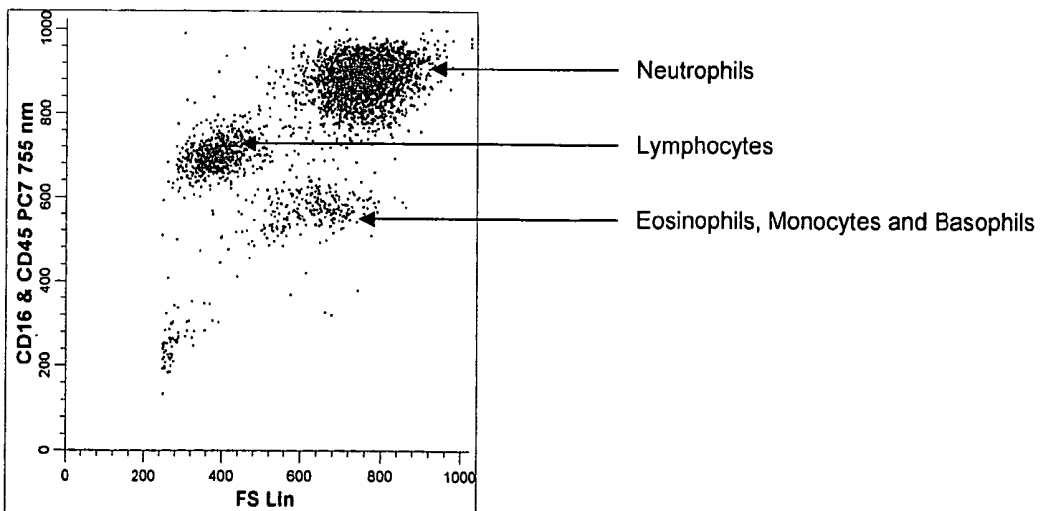 1000
800
600
400
200
0
CD16 & CD45 PC7 755 nm
0 200 400 600 800 1000
FS Lin
Neutrophils
Lymphocytes
Eosinophils, Monocytes and Basophils